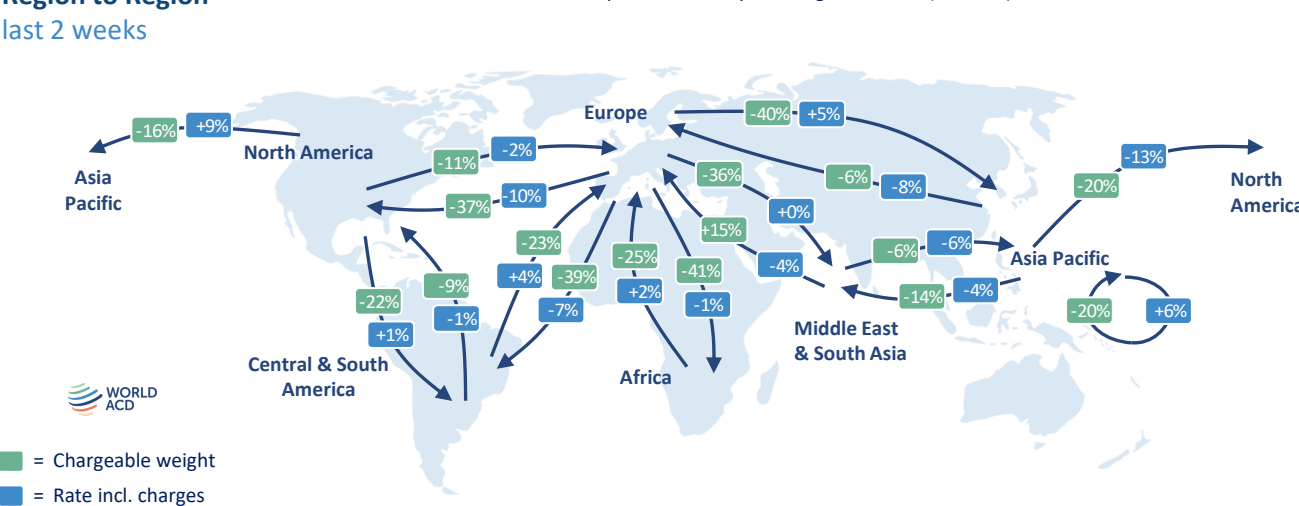 Region to Region
last 2 weeks
Europe
-40%
+5%
-16%
+9%
North America
-11%
-2%
-13%
Asia
Pacific
-37%
-10%
-36%
-6%
-8%
-20%
North
America
+0%
+15%
-4%
-23%
+4%
-39%
-7%
-25%
+2%
-41%
-1%
-6%
-6%
Asia Pacific
-14%
-4%
-20%
+6%
-22%
+1%
-9%
-1%
Middle East
& South Asia
Central & South
America
Africa
WORLD
ACD
= Chargeable weight
= Rate incl. charges